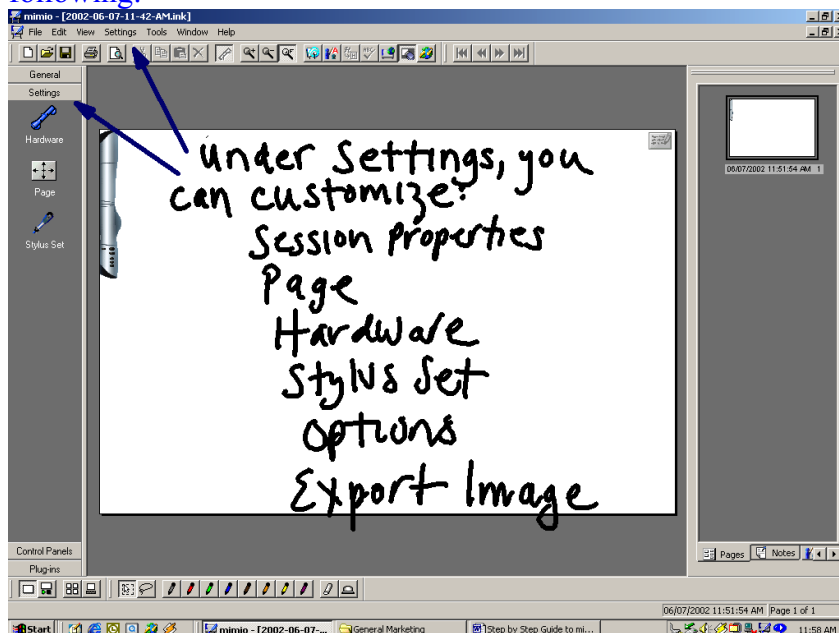 following:
mimio - [2002-06-07-11-42-AM.ink]
File Edit View Settings Tools Window Help
General
Settings
Hardware
Page
Stylus Set
Under Settings, you
can customize:
Session Properties
Page
Hardware
Stylus Set
Options
Export Image
06/07/2002 11:51:54 AM 1
Control Panels
Plug-ins
Pages Notes
06/07/2002 11:51:54 AM Page 1 of 1
Start mimio - [2002-06-07-... General Marketing Step by Step Guide to mi... 11:58 AM